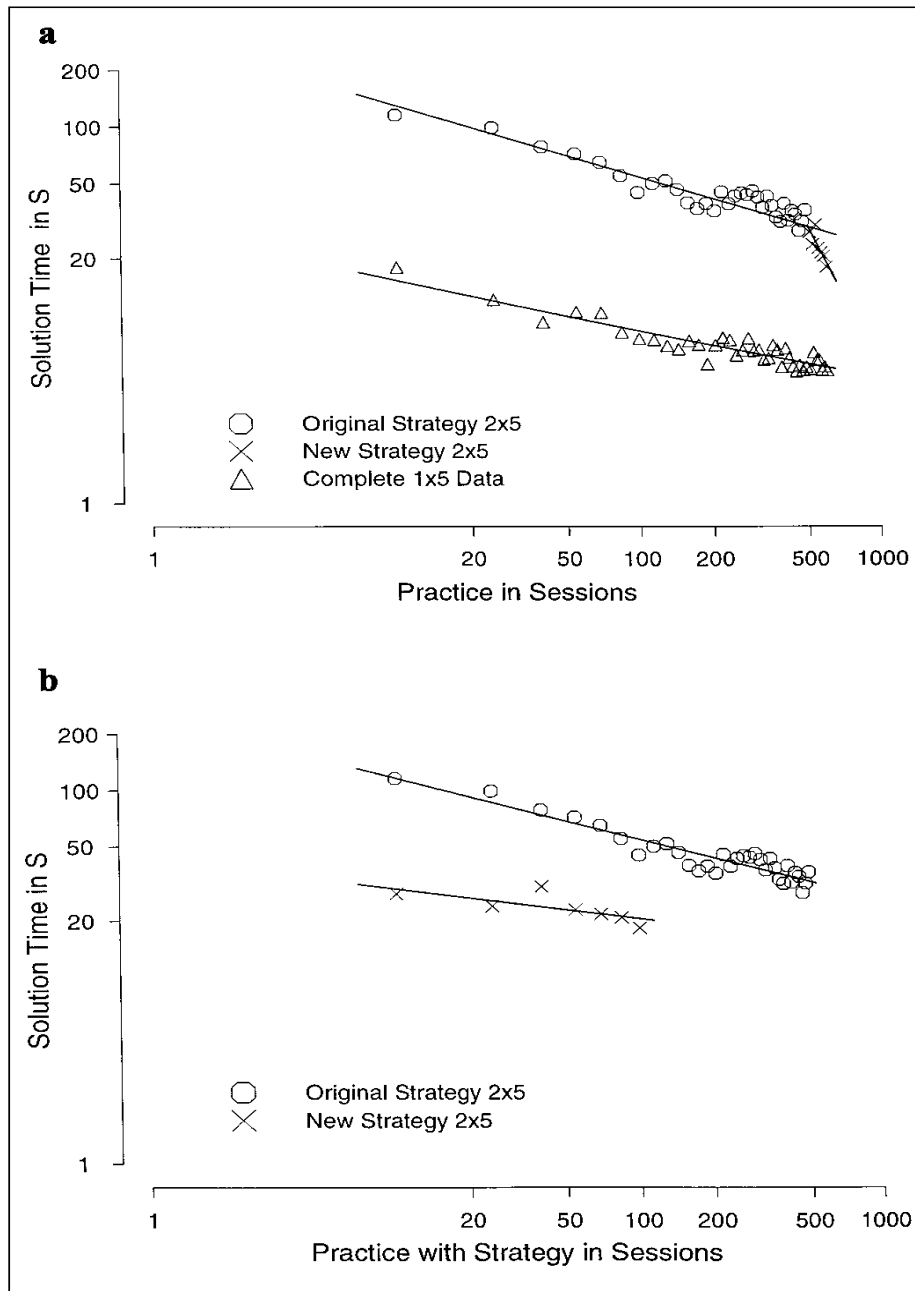 a
200
100
50
20
1
Solution Time in S
Original Strategy 2x5
New Strategy 2x5
Complete 1x5 Data
1 20 50 100 200 500 1000
Practice in Sessions
b
200
100
50
20
1
Solution Time in S
Original Strategy 2x5
New Strategy 2x5
1 20 50 100 200 500 1000
Practice with Strategy in Sessions